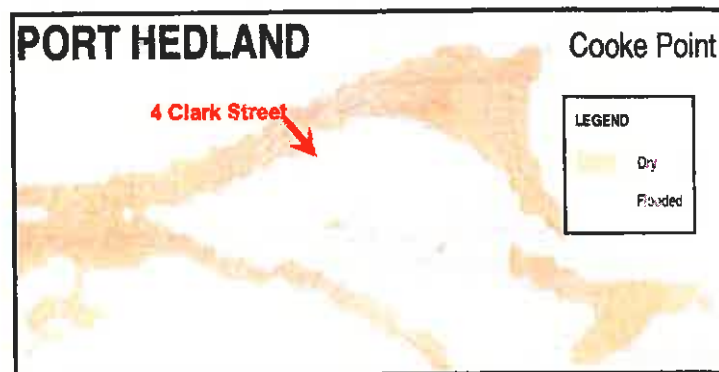 PORT HEDLAND
Cooke Point
4 Clark Street
LEGEND
Dry
Flooded